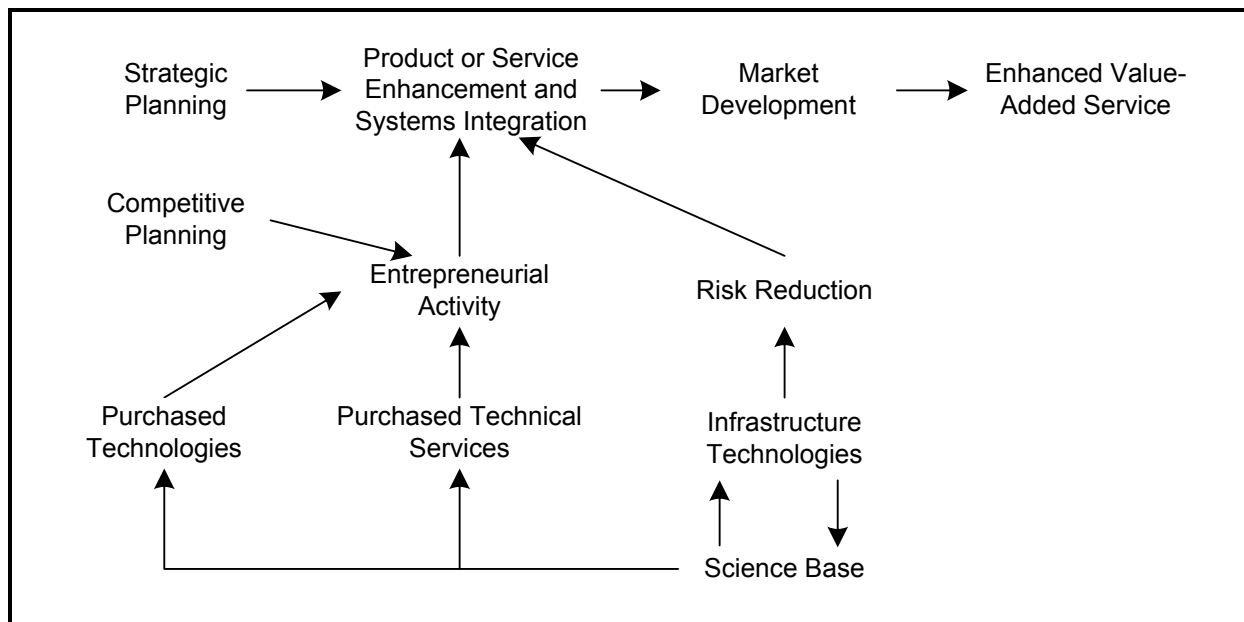 Strategic
Planning
Product or Service
Enhancement and
Systems Integration
Market
Development
Enhanced Value-
Added Service
Competitive
Planning
Entrepreneurial
Activity
Risk Reduction
Purchased
Technologies
Purchased Technical
Services
Infrastructure
Technologies
Science Base